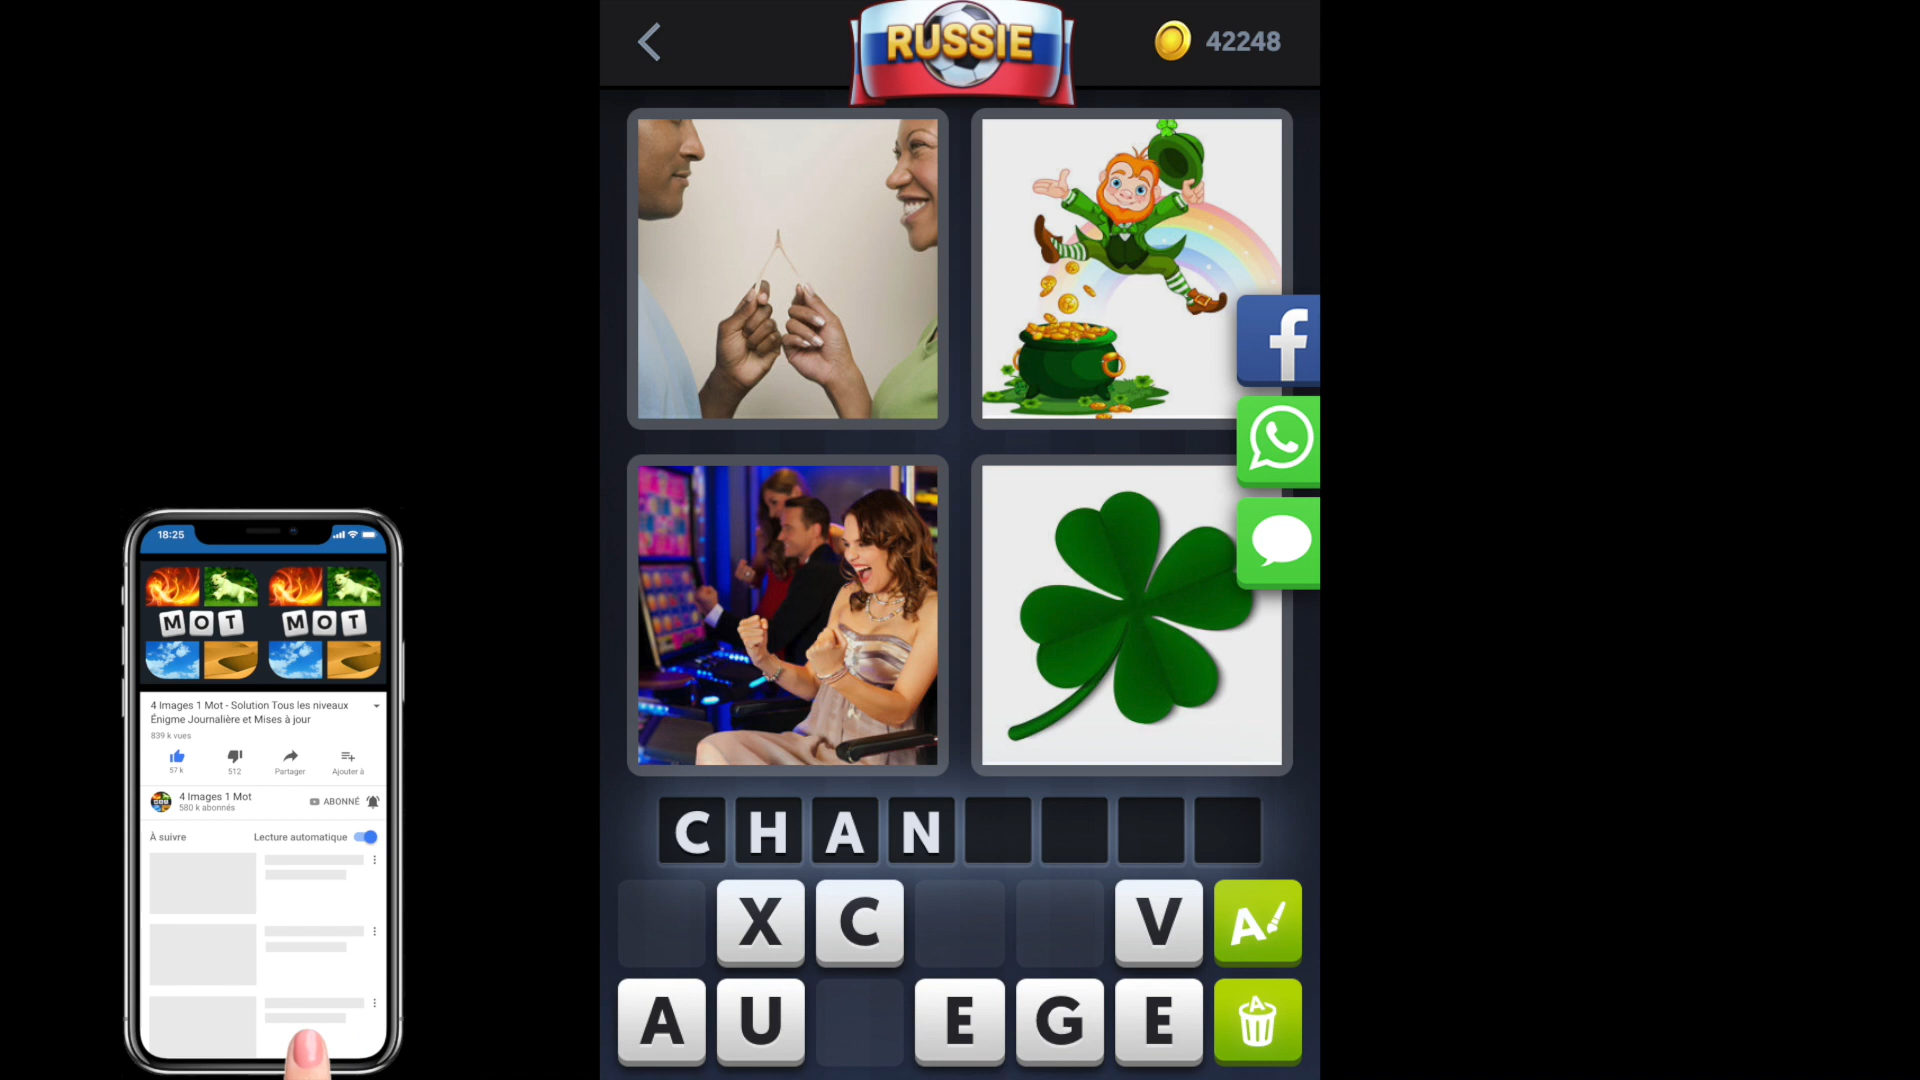 RUSSIE
42248
18:25
MOT MOT
4 Images 1 Mot - Solution Tous les niveaux
Énigme Journalière et Mises à jour
839 k vues
57 k 512 Partager Ajouter à
4 Images 1 Mot
580 k abonnés
ABONNÉ
À suivre Lecture automatique
CHAN
X C V A
A U E G E A